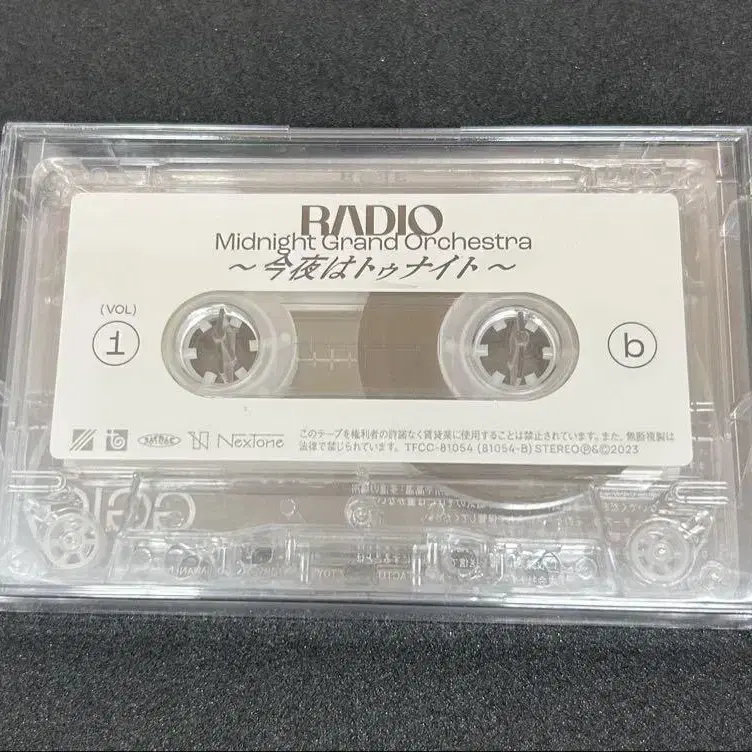 RADIO
Midnight Grand Orchestra
～今夜はトゥナイト～
(VOL)
1
b
NexTone
このテープを権利者の許諾なく賃貸業に使用することは禁止されています。また、無断複製は
法律で禁じられています。TFCC-81054 (81054-B) STEREO Ⓟ&Ⓒ2023